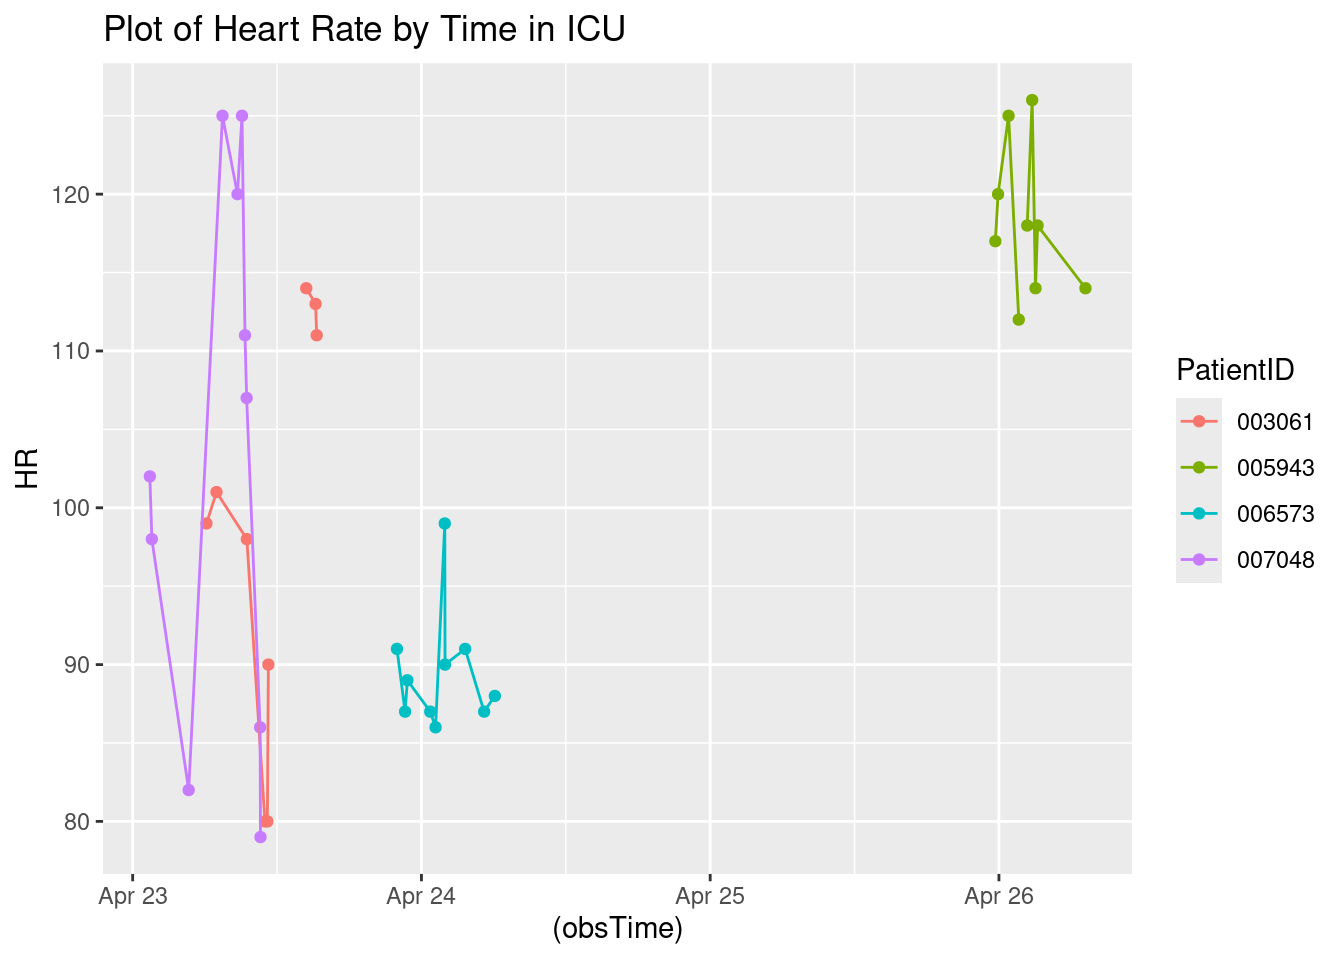 Plot of Heart Rate by Time in ICU
HR
120
110
100
90
80
Apr 23
Apr 24
Apr 25
Apr 26
(obsTime)
PatientID
003061
005943
006573
007048